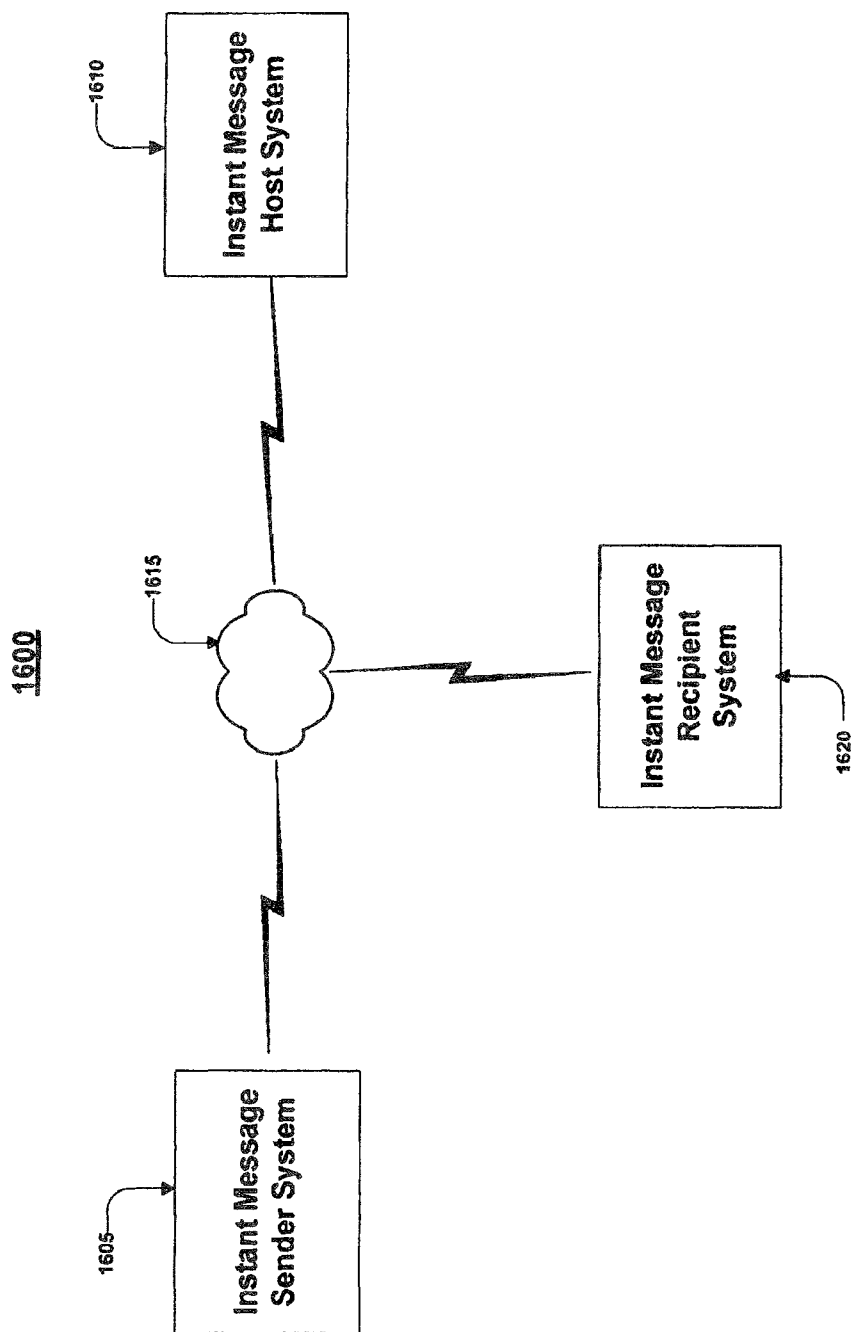 1600
1605
Instant Message
Sender System
1615
1610
Instant Message
Host System
Instant Message
Recipient
System
1620